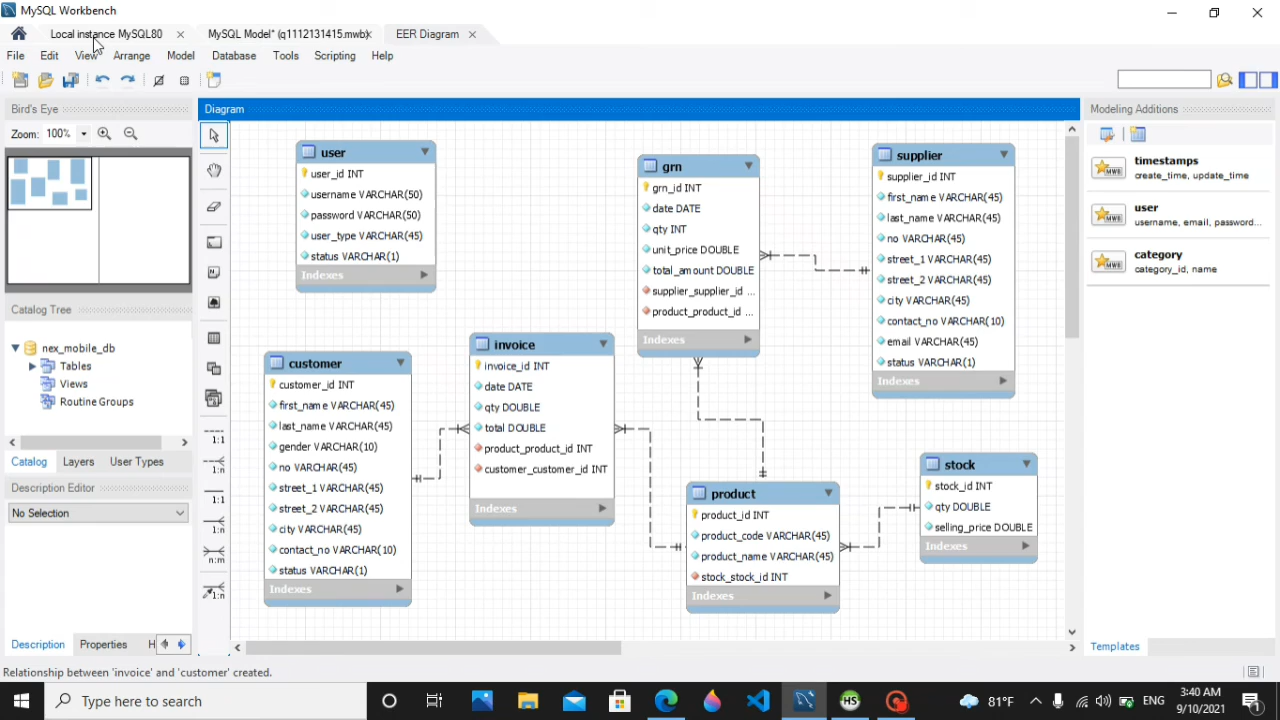 MySQL Workbench
Local instance MySQL80
MySQL Model* (q1112131415.mwb)
EER Diagram
File Edit View Arrange Model Database Tools Scripting Help
Bird's Eye
Zoom: 100%
Catalog Tree
nex_mobile_db
Tables
Views
Routine Groups
Catalog Layers User Types
Description Editor
No Selection
Description Properties H
Diagram
1:1
1:n
1:1
1:n
n:m
1:n
user
user_id INT
username VARCHAR(50)
password VARCHAR(50)
user_type VARCHAR(45)
status VARCHAR(1)
Indexes
customer
customer_id INT
first_name VARCHAR(45)
last_name VARCHAR(45)
gender VARCHAR(10)
no VARCHAR(45)
street_1 VARCHAR(45)
street_2 VARCHAR(45)
city VARCHAR(45)
contact_no VARCHAR(10)
status VARCHAR(1)
Indexes
invoice
invoice_id INT
date DATE
qty DOUBLE
total DOUBLE
product_product_id INT
customer_customer_id INT
Indexes
grn
grn_id INT
date DATE
qty INT
unit_price DOUBLE
total_amount DOUBLE
supplier_supplier_id ...
product_product_id ...
Indexes
product
product_id INT
product_code VARCHAR(45)
product_name VARCHAR(45)
stock_stock_id INT
Indexes
supplier
supplier_id INT
first_name VARCHAR(45)
last_name VARCHAR(45)
no VARCHAR(45)
street_1 VARCHAR(45)
street_2 VARCHAR(45)
city VARCHAR(45)
contact_no VARCHAR(10)
email VARCHAR(45)
status VARCHAR(1)
Indexes
stock
stock_id INT
qty DOUBLE
selling_price DOUBLE
Indexes
Modeling Additions
MWB
timestamps
create_time, update_time
MWB
user
username, email, password...
MWB
category
category_id, name
Templates
Relationship between 'invoice' and 'customer' created.
Type here to search
HS
81°F
ENG
3:40 AM
9/10/2021
1